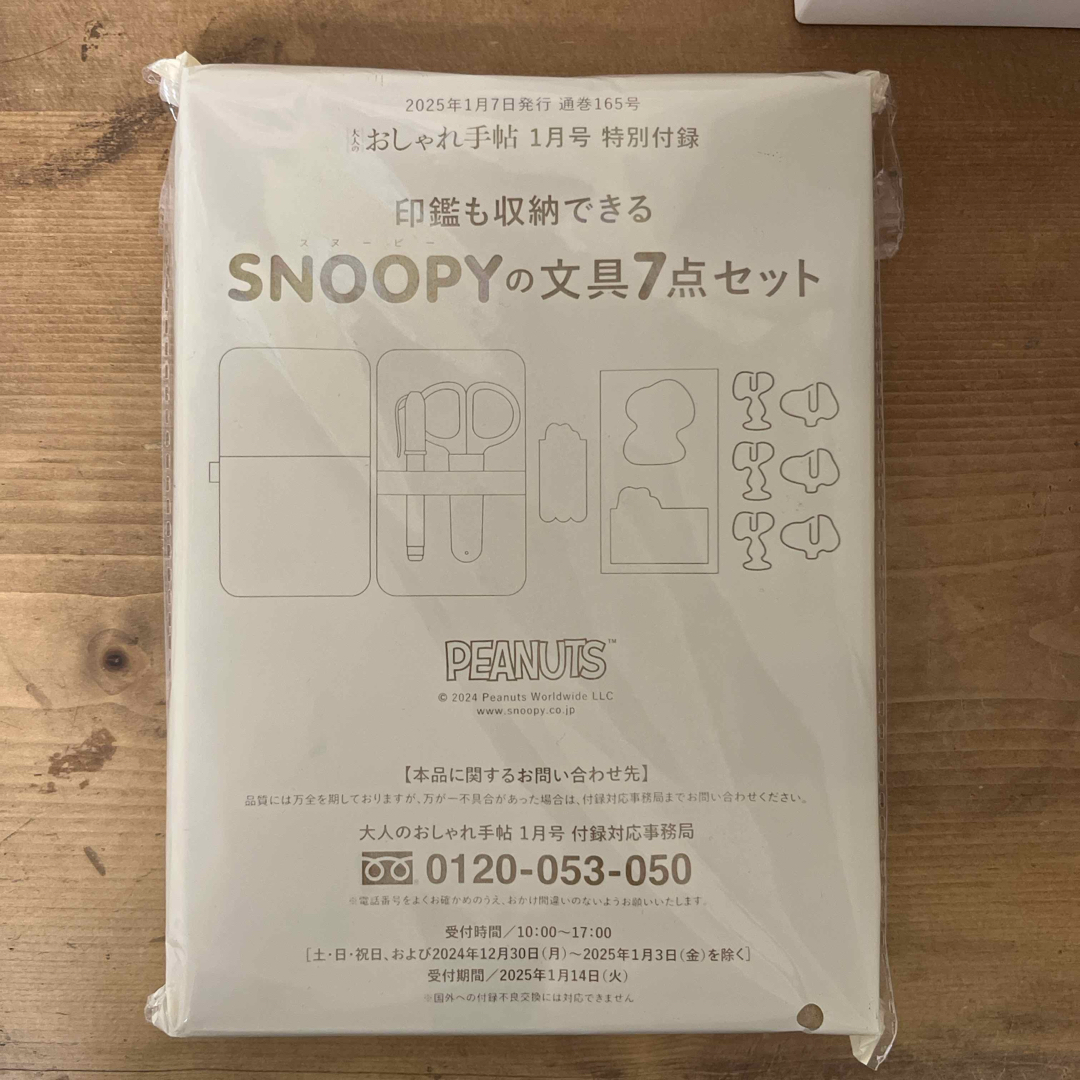 2025年1月7日発行 通巻165号
大人のおしゃれ手帖 1月号 特別付録
印鑑も収納できる
スヌーピー
SNOOPYの文具7点セット
PEANUTS™
© 2024 Peanuts Worldwide LLC
www.snoopy.co.jp
【本品に関するお問い合わせ先】
品質には万全を期しておりますが、万が一不具合があった場合は、付録対応事務局までお問い合わせください。
大人のおしゃれ手帖 1月号 付録対応事務局
0120-053-050
※電話番号をよくお確かめのうえ、おかけ間違いのないようお願いいたします。
受付時間/10:00~17:00
[土・日・祝日、および2024年12月30日(月)~2025年1月3日(金)を除く]
受付期間/2025年1月14日(火)
※国外への付録不良交換には対応できません